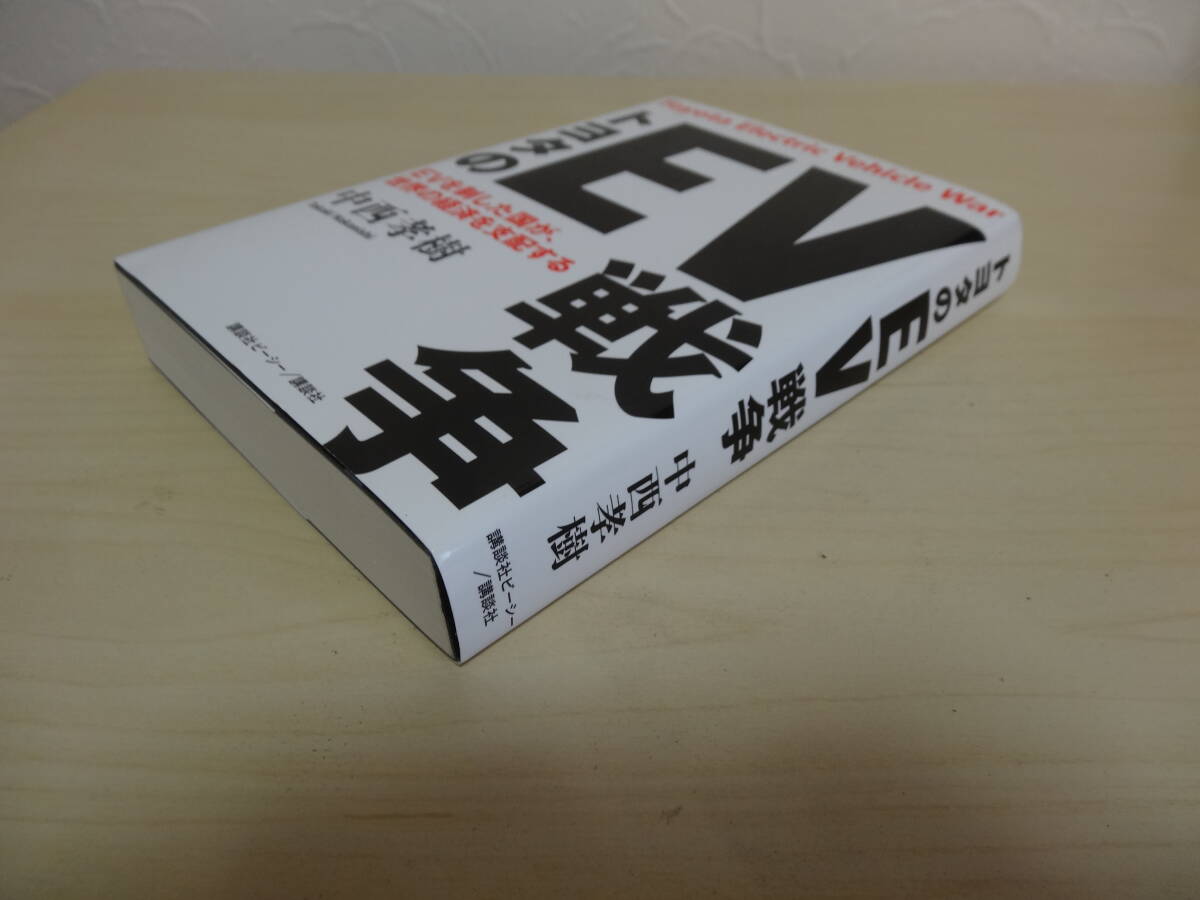 Toyota Electric Vehicle War
トヨタの
EV
戦争
EVを制した国が、
世界の経済を支配する
中西孝樹
Takaki Nakanishi
講談社ビーシー/講談社
トヨタのEV戦争 中西孝樹
講談社ビーシー
/講談社